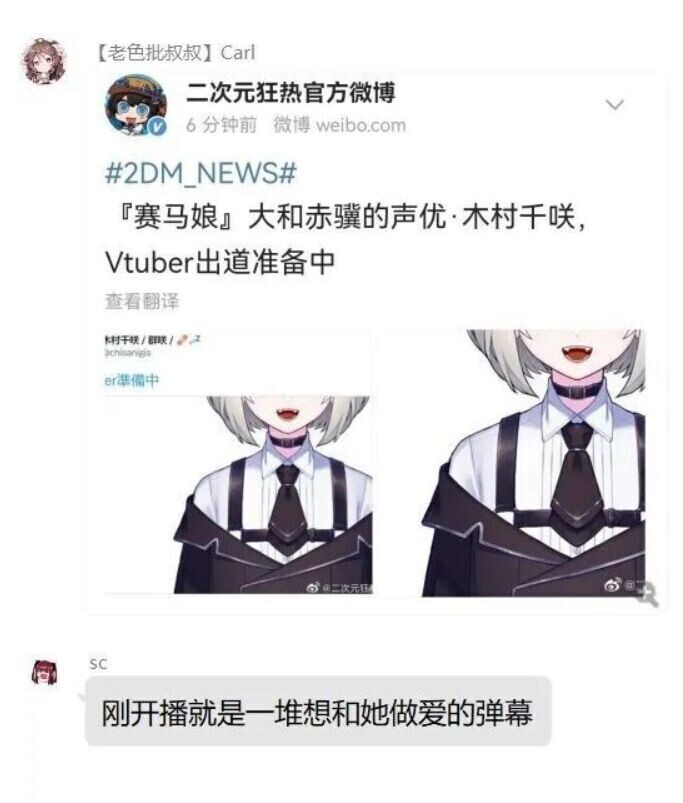 【老色批叔叔】Carl
二次元狂热官方微博
6 分钟前 微博 weibo.com
#2DM_NEWS#
『赛马娘』大和赤骥的声优·木村千咲，
Vtuber出道准备中
查看翻译
木村千咲 / 群咲 /
@chisanigis
er準備中
@二次元狂
@二
SC
刚开播就是一堆想和她做爱的弹幕